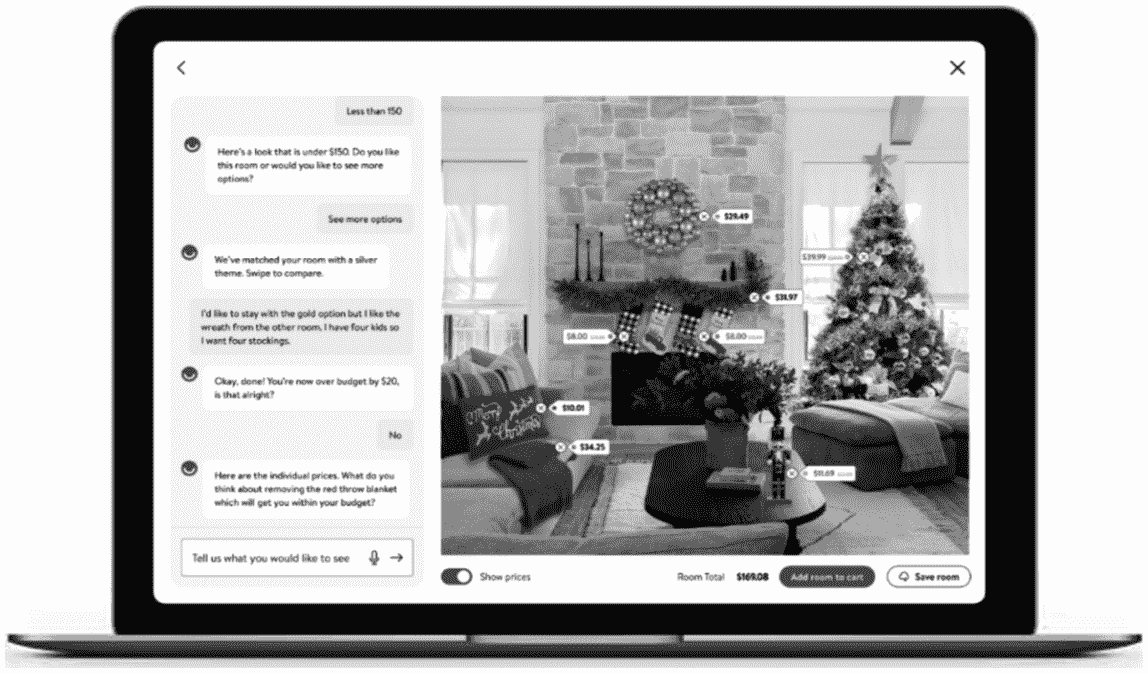 Less than 150
Here's a look that is under $150. Do you like
this room or would you like to see more
options?
See more options
We've matched your room with a silver
theme. Swipe to compare.
I'd like to stay with the gold option but I like the
wreath from the other room. I have four kids so
I want four stockings.
Okay, done! You're now over budget by $20,
is that alright?
No
Here are the individual prices. What do you
think about removing the red throw blanket
which will get you within your budget?
Tell us what you would like to see
$29.49
$39.99
$31.97
$8.00
$8.00
$10.01
$34.25
$11.69
Merry Christmas
Show prices
Room Total $169.08
Add room to cart
Save room